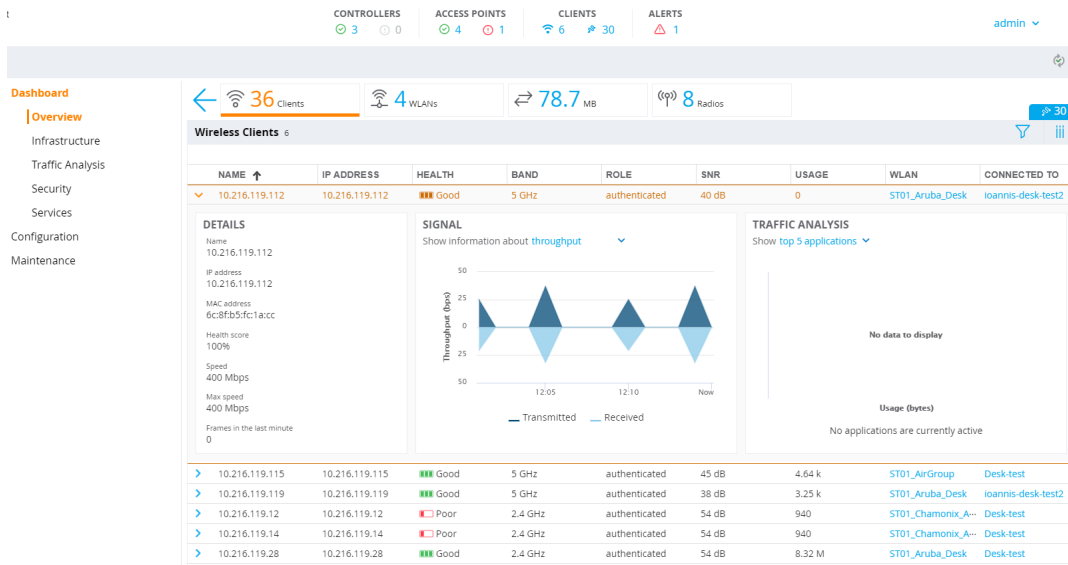 t
CONTROLLERS ACCESS POINTS CLIENTS ALERTS
3 0 4 1 6 30 1
admin
Dashboard
Overview
Infrastructure
Traffic Analysis
Security
Services
Configuration
Maintenance
36 Clients 4 WLANs 78.7 MB 8 Radios
30
Wireless Clients 6
NAME IP ADDRESS HEALTH BAND ROLE SNR USAGE WLAN CONNECTED TO
10.216.119.112 10.216.119.112 Good 5 GHz authenticated 40 dB 0 ST01_Aruba_Desk ioannis-desk-test2
DETAILS
Name
10.216.119.112
IP address
10.216.119.112
MAC address
6c:8f:b5:fc:1a:cc
Health score
100%
Speed
400 Mbps
Max speed
400 Mbps
Frames in the last minute
0
SIGNAL
Show information about throughput
Throughput (bps)
50
25
0
25
50
12:05 12:10 Now
Transmitted Received
TRAFFIC ANALYSIS
Show top 5 applications
No data to display
Usage (bytes)
No applications are currently active
10.216.119.115 10.216.119.115 Good 5 GHz authenticated 45 dB 4.64 k ST01_AirGroup Desk-test
10.216.119.119 10.216.119.119 Good 5 GHz authenticated 38 dB 3.25 k ST01_Aruba_Desk ioannis-desk-test2
10.216.119.12 10.216.119.12 Poor 2.4 GHz authenticated 54 dB 940 ST01_Chamonix_A... Desk-test
10.216.119.14 10.216.119.14 Poor 2.4 GHz authenticated 54 dB 940 ST01_Chamonix_A... Desk-test
10.216.119.28 10.216.119.28 Good 2.4 GHz authenticated 54 dB 8.32 M ST01_Aruba_Desk Desk-test